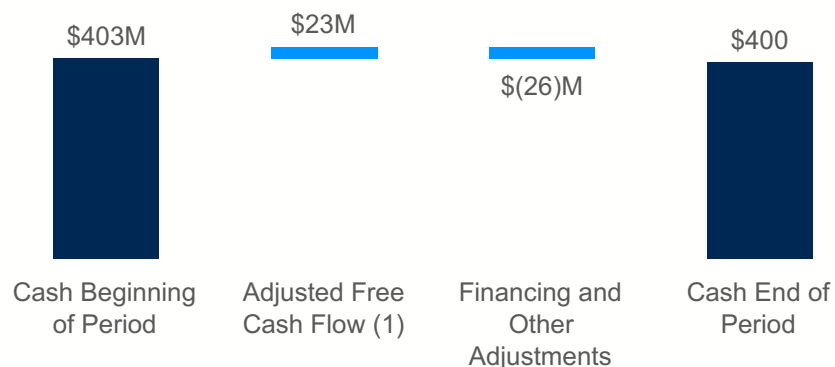 $403M
$23M
$(26)M
$400
Cash Beginning
of Period
Adjusted Free
Cash Flow (1)
Financing and
Other
Adjustments
Cash End of
Period